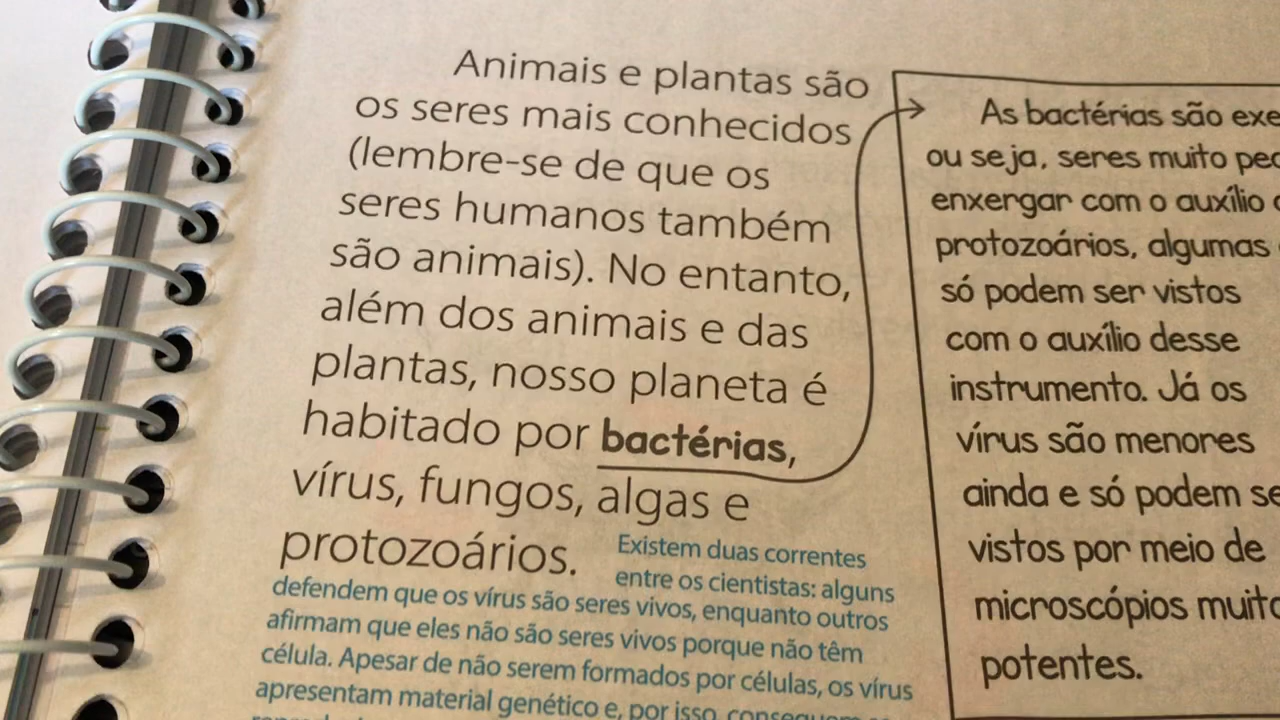 Animais e plantas são
os seres mais conhecidos
(lembre-se de que os
seres humanos também
são animais). No entanto,
além dos animais e das
plantas, nosso planeta é
habitado por bactérias,
vírus, fungos, algas e
protozoários.
Existem duas correntes
entre os cientistas: alguns
defendem que os vírus são seres vivos, enquanto outros
afirmam que eles não são seres vivos porque não têm
célula. Apesar de não serem formados por células, os vírus
apresentam material genético e, por isso,
As bactérias são
ou seja, seres muito
enxergar com o auxílio
protozoários, algumas
só podem ser vistos
com o auxílio desse
instrumento. Já os
vírus são menores
ainda e só podem
vistos por meio de
microscópios
potentes.